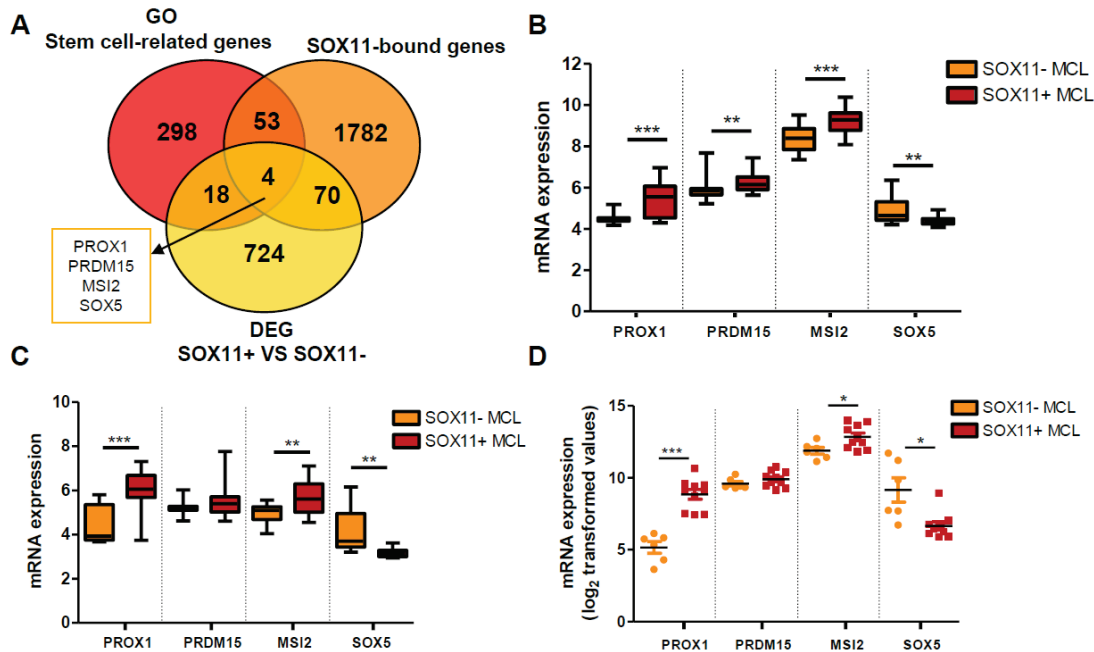 A
GO
Stem cell-related genes
SOX11-bound genes
298
53
1782
18
4
70
724
PROX1
PRDM15
MSI2
SOX5
DEG
SOX11+ VS SOX11-
B
mRNA expression
12
10
8
6
4
2
0
***
**
***
**
SOX11- MCL
SOX11+ MCL
PROX1 PRDM15 MSI2 SOX5
C
mRNA expression
10
8
6
4
2
0
***
**
**
SOX11- MCL
SOX11+ MCL
PROX1 PRDM15 MSI2 SOX5
D
mRNA expression
(log2 transformed values)
15
10
5
0
***
*
*
SOX11- MCL
SOX11+ MCL
PROX1 PRDM15 MSI2 SOX5